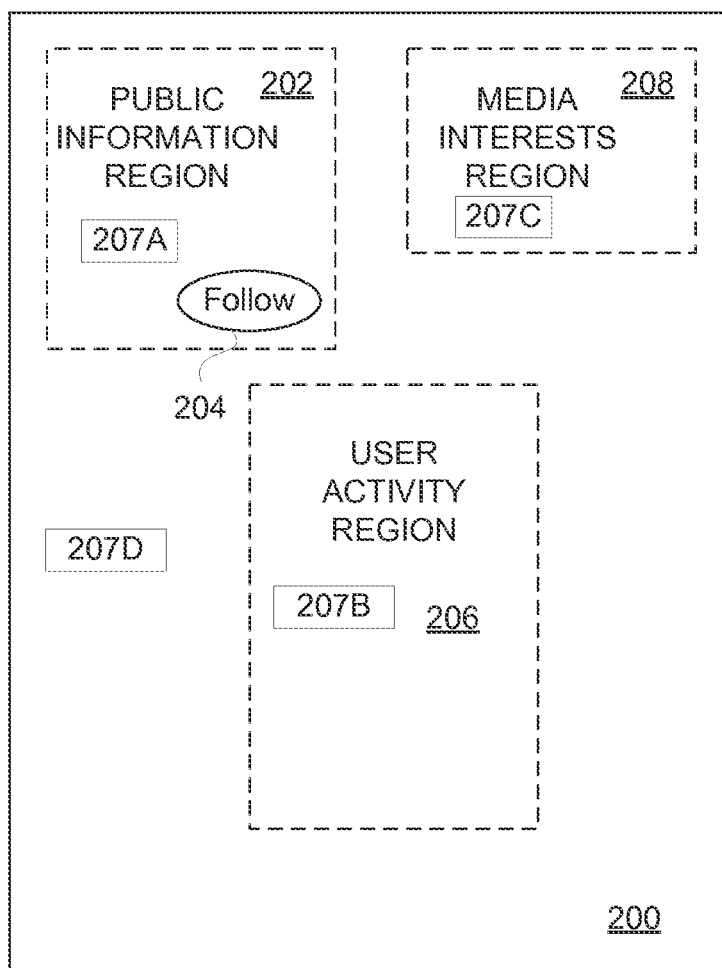 202
PUBLIC
INFORMATION
REGION
207A
Follow
204
208
MEDIA
INTERESTS
REGION
207C
USER
ACTIVITY
REGION
207B
206
207D
200